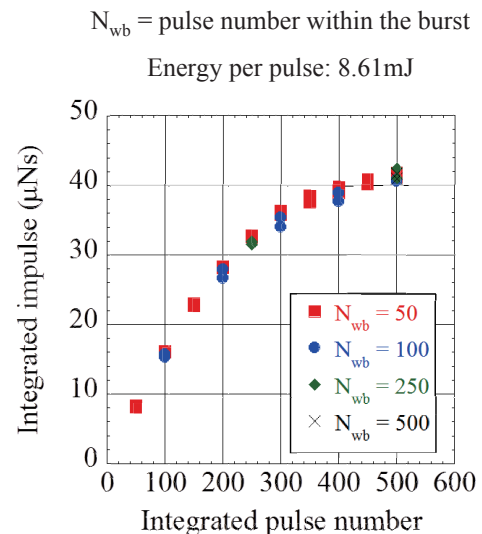 N_wb = pulse number within the burst
Energy per pulse: 8.61mJ
Integrated impulse (μNs)
50
40
30
20
10
0
N_wb = 50
N_wb = 100
N_wb = 250
N_wb = 500
0 100 200 300 400 500 600
Integrated pulse number